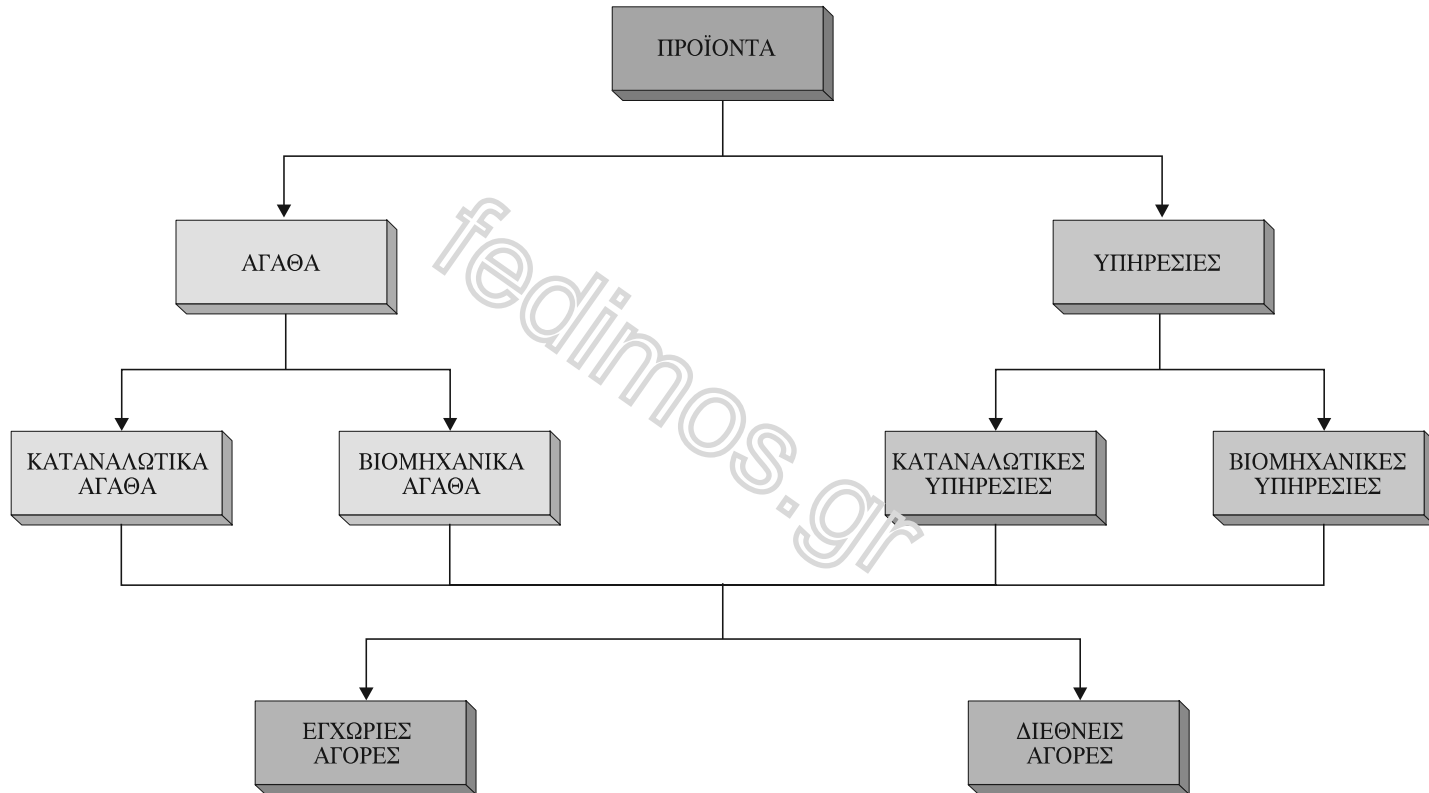 ΠΡΟΪΟΝΤΑ
ΑΓΑΘΑ
ΥΠΗΡΕΣΙΕΣ
ΚΑΤΑΝΑΛΩΤΙΚΑ
ΑΓΑΘΑ
ΒΙΟΜΗΧΑΝΙΚΑ
ΑΓΑΘΑ
ΚΑΤΑΝΑΛΩΤΙΚΕΣ
ΥΠΗΡΕΣΙΕΣ
ΒΙΟΜΗΧΑΝΙΚΕΣ
ΥΠΗΡΕΣΙΕΣ
ΕΓΧΩΡΙΕΣ
ΑΓΟΡΕΣ
ΔΙΕΘΝΕΙΣ
ΑΓΟΡΕΣ
fedimos.gr